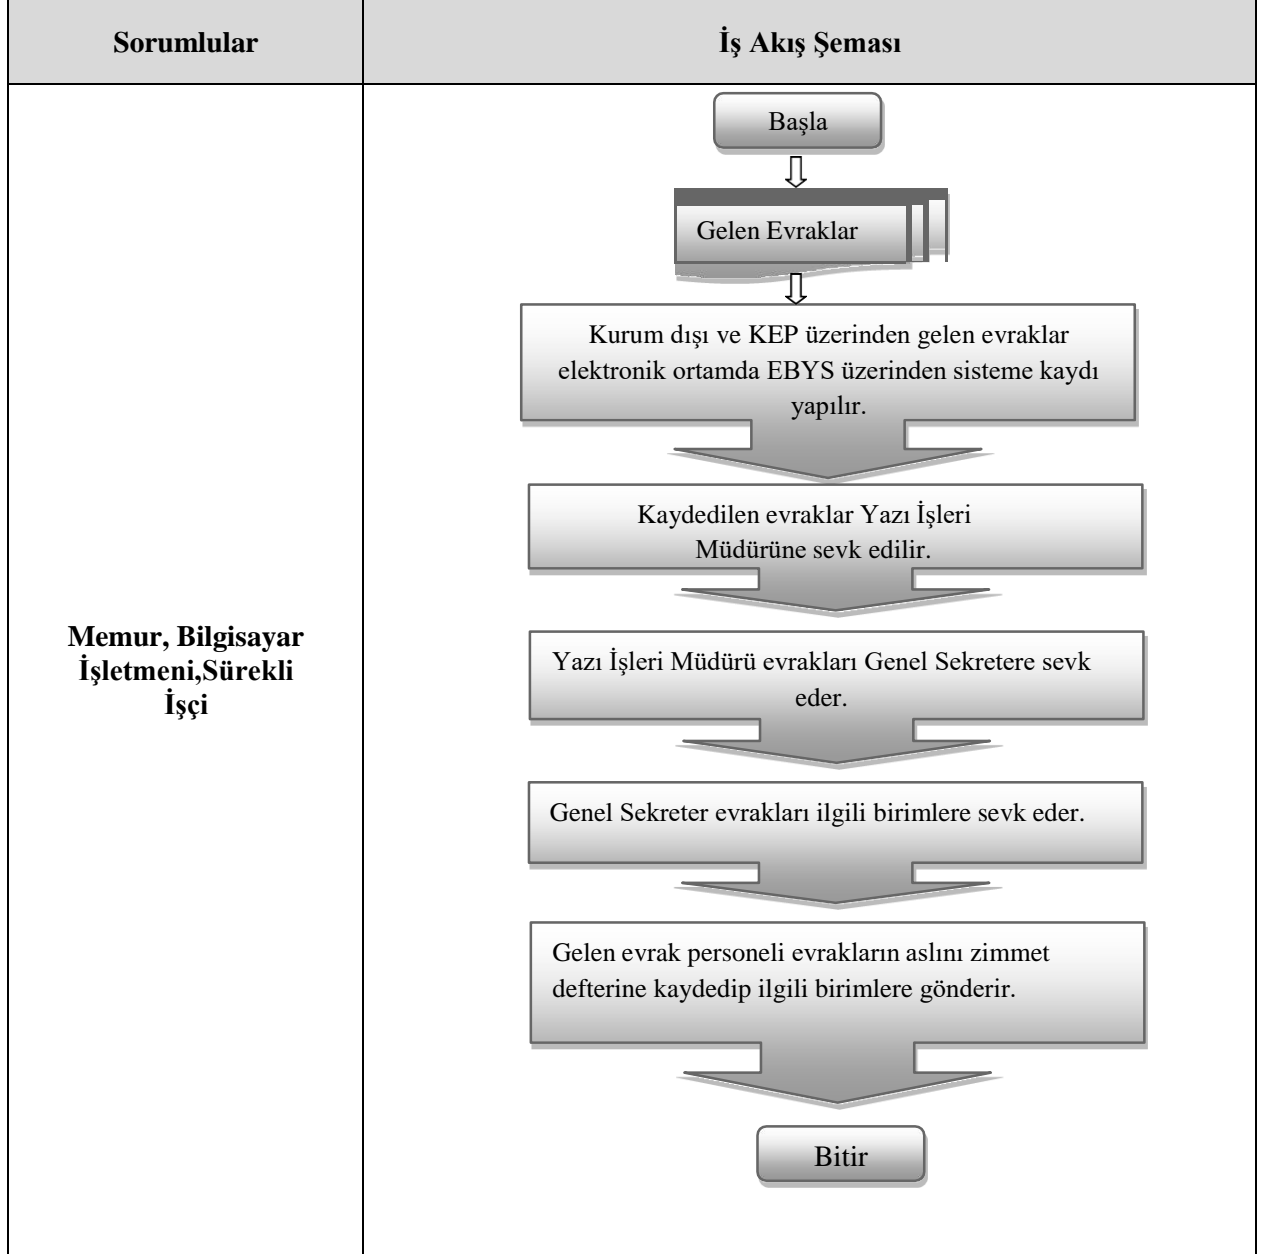 Sorumlular
İş Akış Şeması
Memur, Bilgisayar
İşletmeni,Sürekli
İşçi
Başla
Gelen Evraklar
Kurum dışı ve KEP üzerinden gelen evraklar
elektronik ortamda EBYS üzerinden sisteme kaydı
yapılır.
Kaydedilen evraklar Yazı İşleri
Müdürüne sevk edilir.
Yazı İşleri Müdürü evrakları Genel Sekretere sevk
eder.
Genel Sekreter evrakları ilgili birimlere sevk eder.
Gelen evrak personeli evrakların aslını zimmet
defterine kaydedip ilgili birimlere gönderir.
Bitir